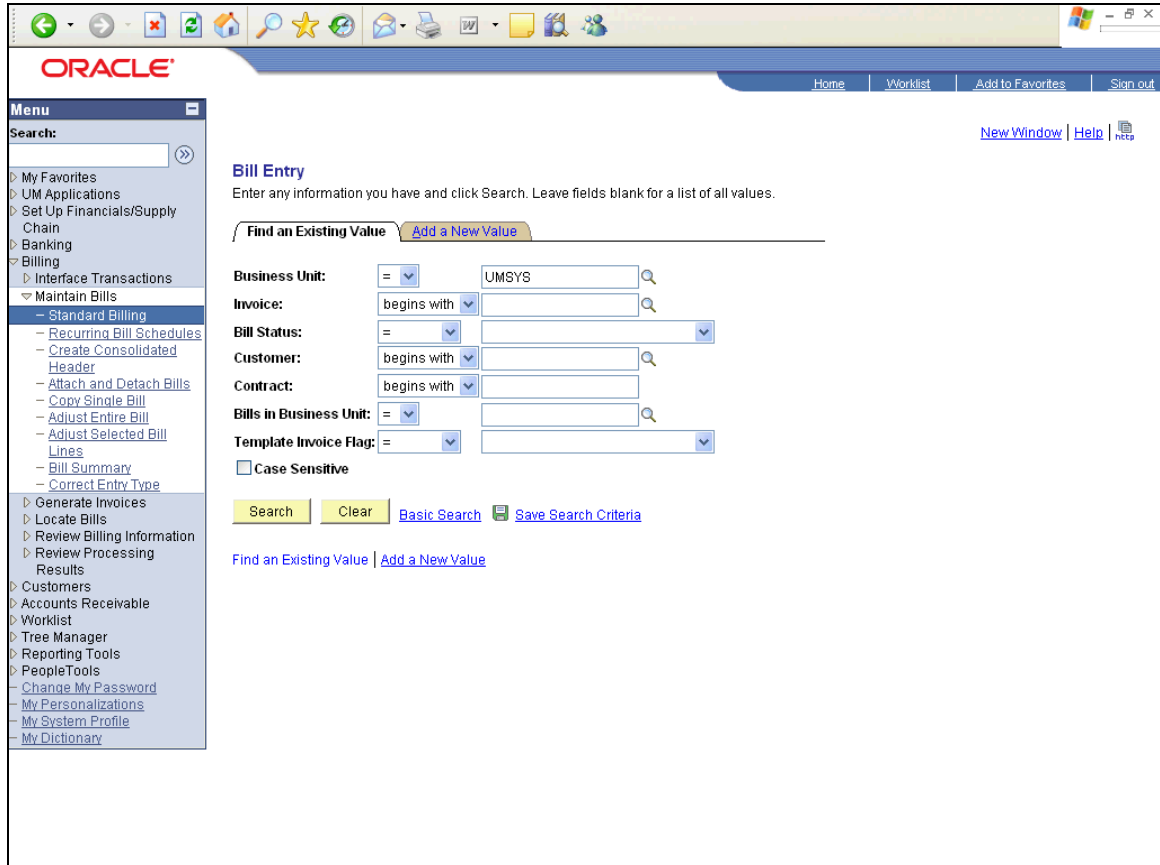 ORACLE
Home Worklist Add to Favorites Sign out
Menu
Search:
My Favorites
UM Applications
Set Up Financials/Supply
Chain
Banking
Billing
Interface Transactions
Maintain Bills
Standard Billing
Recurring Bill Schedules
Create Consolidated
Header
Attach and Detach Bills
Copy Single Bill
Adjust Entire Bill
Adjust Selected Bill
Lines
Bill Summary
Correct Entry Type
Generate Invoices
Locate Bills
Review Billing Information
Review Processing
Results
Customers
Accounts Receivable
Worklist
Tree Manager
Reporting Tools
PeopleTools
Change My Password
My Personalizations
My System Profile
My Dictionary
New Window | Help | http
Bill Entry
Enter any information you have and click Search. Leave fields blank for a list of all values.
Find an Existing Value Add a New Value
Business Unit: = UMSYS
Invoice: begins with
Bill Status: =
Customer: begins with
Contract: begins with
Bills in Business Unit: =
Template Invoice Flag: =
Case Sensitive
Search Clear Basic Search Save Search Criteria
Find an Existing Value | Add a New Value